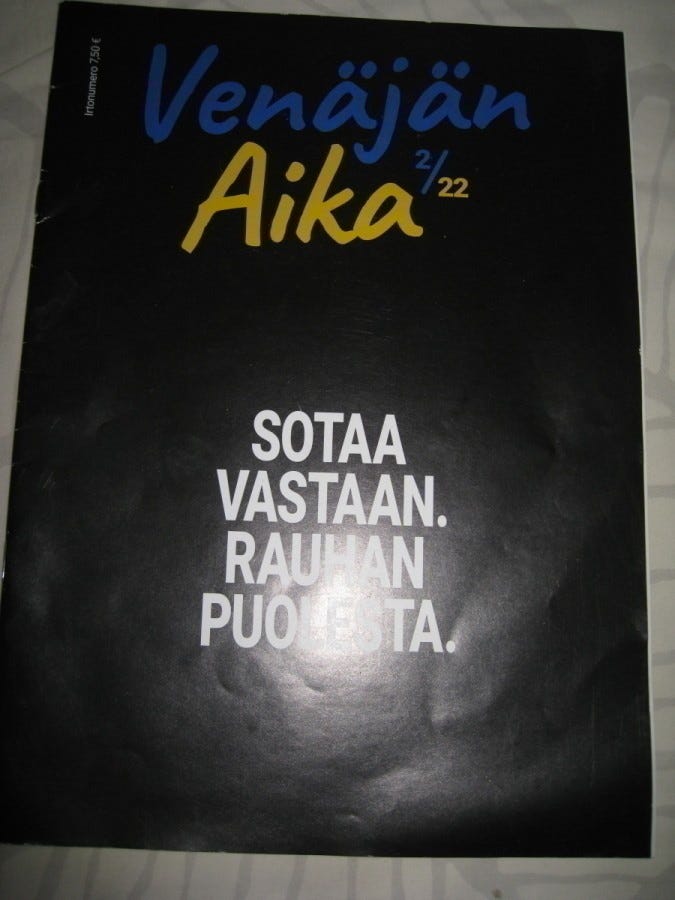 Irtonumero 7,50 €
Venäjän
Aika 2/22
SOTAA
VASTAAN.
RAUHAN
PUOLESTA.